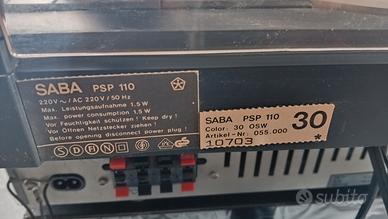 SABA PSP 110
220V ~ / AC 220V / 50 Hz
Max. Leistungsaufnahme 1,5 W
Max. power consumption 1,5 W
Vor Feuchtigkeit schützen! Keep dry!
Vor Öffnen Netzstecker ziehen!
Before opening disconnect power plug!
S D FI N
SABA PSP 110
Color: 30 OSW
Artikel-Nr: 055.000
10703
30
*
subito